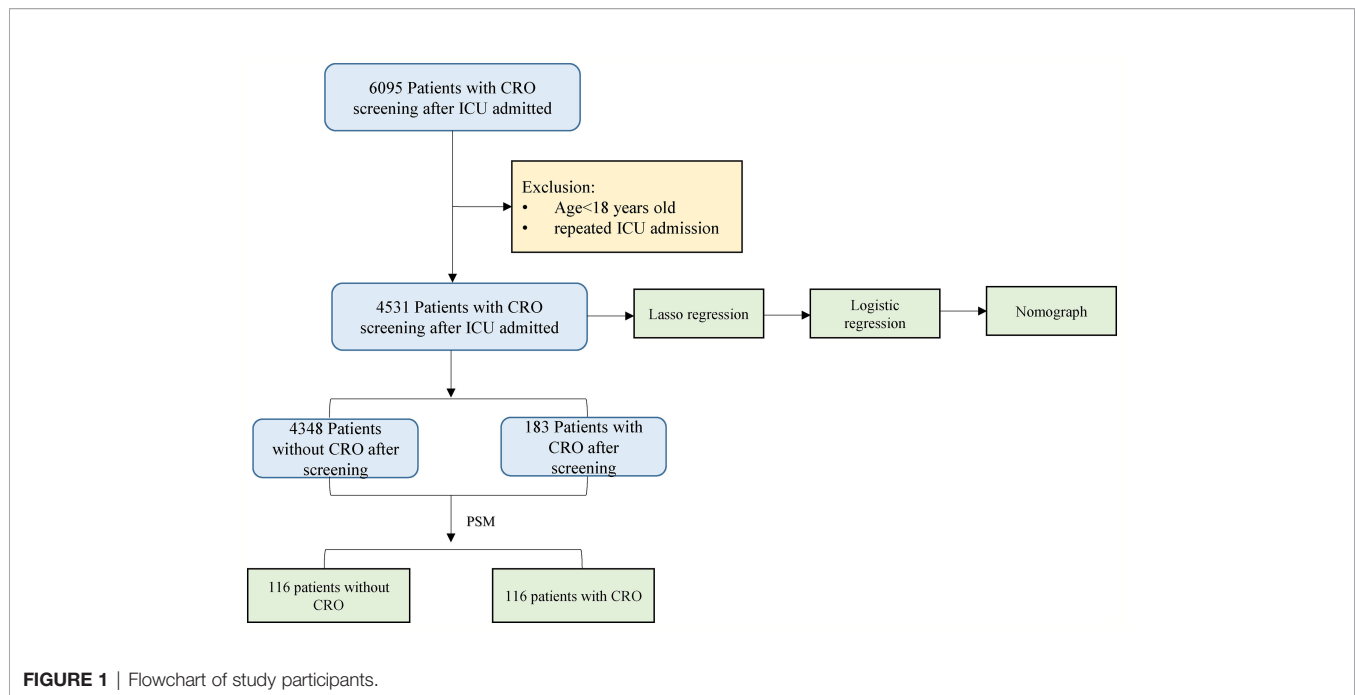 6095 Patients with CRO
screening after ICU admitted
Exclusion:
• Age<18 years old
• repeated ICU admission
4531 Patients with CRO
screening after ICU admitted
Lasso regression
Logistic
regression
Nomograph
4348 Patients
without CRO after
screening
183 Patients with
CRO after
screening
PSM
116 patients without
CRO
116 patients with CRO
FIGURE 1 | Flowchart of study participants.